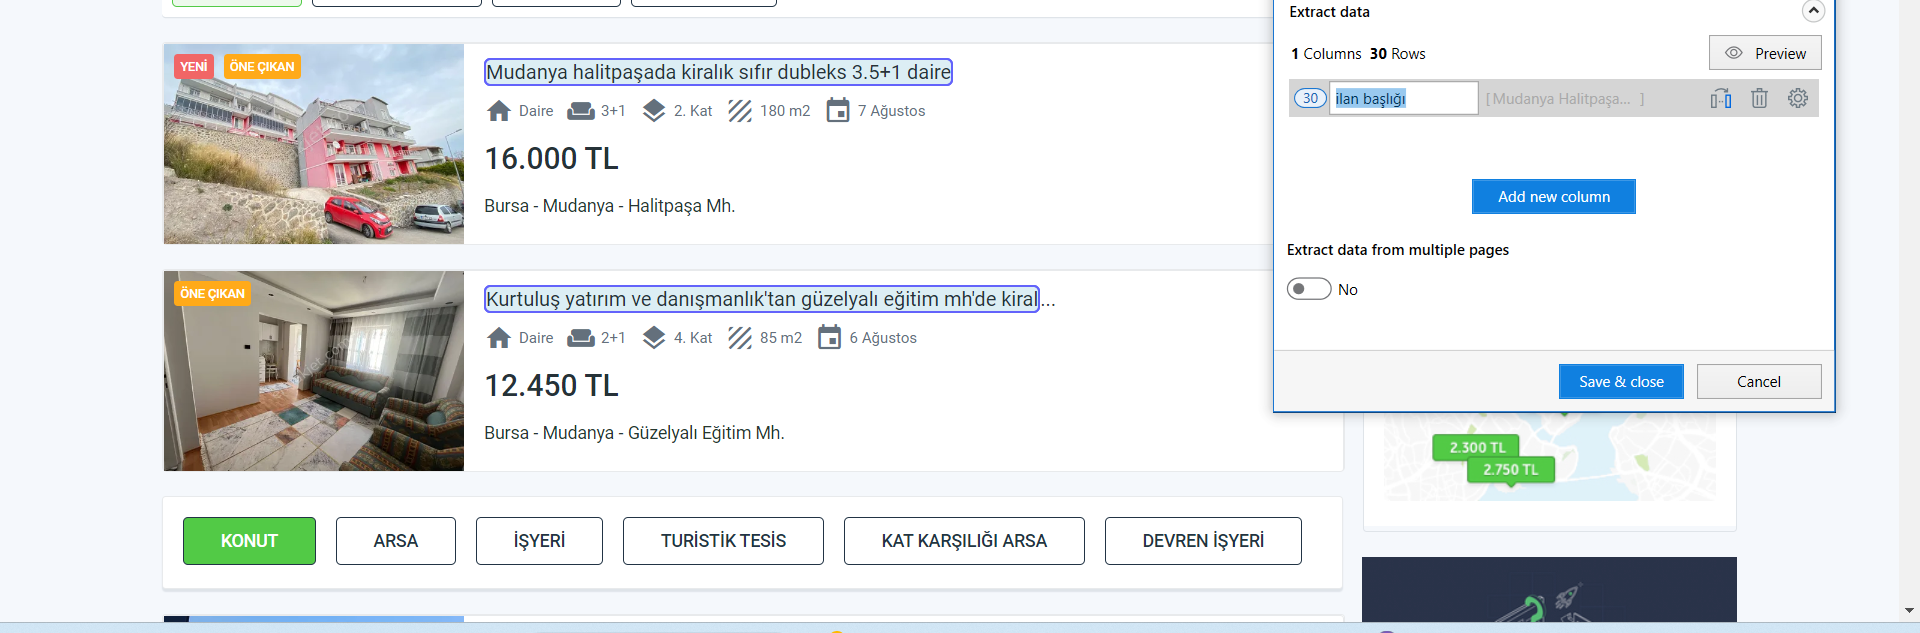 Extract data
1 Columns 30 Rows
Preview
30 ilan başlığı [Mudanya Halitpaşa... ]
Add new column
Extract data from multiple pages
No
Save & close
Cancel
YENİ
ÖNE ÇIKAN
Mudanya halitpaşada kiralık sıfır dubleks 3.5+1 daire
Daire 3+1 2. Kat 180 m2 7 Ağustos
16.000 TL
Bursa - Mudanya - Halitpaşa Mh.
ÖNE ÇIKAN
Kurtuluş yatırım ve danışmanlık'tan güzelyalı eğitim mh'de kiral...
Daire 2+1 4. Kat 85 m2 6 Ağustos
12.450 TL
Bursa - Mudanya - Güzelyalı Eğitim Mh.
2.300 TL
2.750 TL
KONUT
ARSA
İŞYERİ
TURİSTİK TESİS
KAT KARŞILIĞI ARSA
DEVREN İŞYERİ